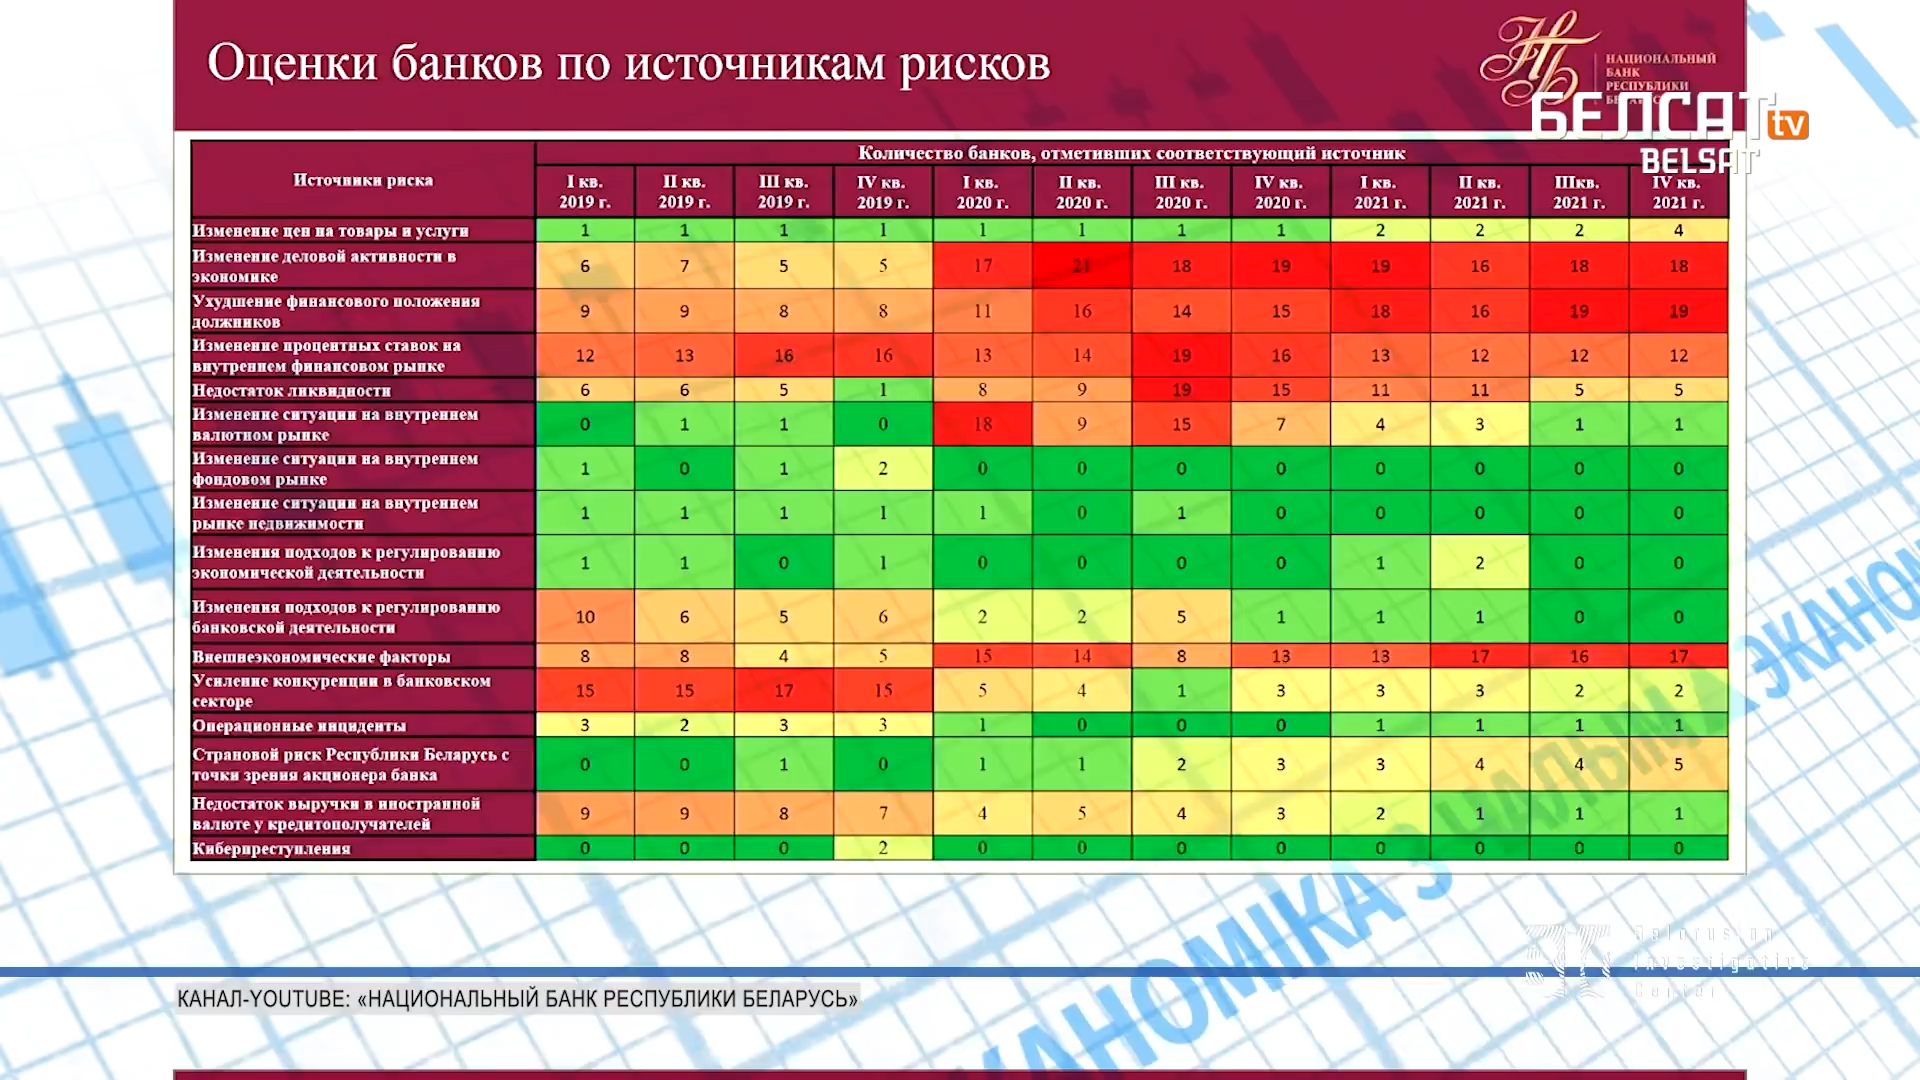 Оценки банков по источникам рисков
НАЦИОНАЛЬНЫЙ
БАНК
РЕСПУБЛИКИ
БЕЛСАТ tv
BELSAT
Источники риска
Количество банков, отметивших соответствующий источник
I кв. 2019 г. II кв. 2019 г. III кв. 2019 г. IV кв. 2019 г. I кв. 2020 г. II кв. 2020 г. III кв. 2020 г. IV кв. 2020 г. I кв. 2021 г. II кв. 2021 г. IIIкв. 2021 г. IV кв. 2021 г.
Изменение цен на товары и услуги 1 1 1 1 1 1 1 1 2 2 2 4
Изменение деловой активности в экономике 6 7 5 5 17 21 18 19 19 16 18 18
Ухудшение финансового положения должников 9 9 8 8 11 16 14 15 18 16 19 19
Изменение процентных ставок на внутреннем финансовом рынке 12 13 16 16 13 14 19 16 13 12 12 12
Недостаток ликвидности 6 6 5 1 8 9 19 15 11 11 5 5
Изменение ситуации на внутреннем валютном рынке 0 1 1 0 18 9 15 7 4 3 1 1
Изменение ситуации на внутреннем фондовом рынке 1 0 1 2 0 0 0 0 0 0 0 0
Изменение ситуации на внутреннем рынке недвижимости 1 1 1 1 1 0 1 0 0 0 0 0
Изменения подходов к регулированию экономической деятельности 1 1 0 1 0 0 0 0 1 2 0 0
Изменения подходов к регулированию банковской деятельности 10 6 5 6 2 2 5 1 1 1 0 0
Внешнеэкономические факторы 8 8 4 5 15 14 8 13 13 17 16 17
Усиление конкуренции в банковском секторе 15 15 17 15 5 4 1 3 3 3 2 2
Операционные инциденты 3 2 3 3 1 0 0 0 1 1 1 1
Страновой риск Республики Беларусь с точки зрения акционера банка 0 0 1 0 1 1 2 3 3 4 4 5
Недостаток выручки в иностранной валюте у кредитополучателей 9 9 8 7 4 5 4 3 2 1 1 1
Киберпреступления 0 0 0 2 0 0 0 0 0 0 0 0
Belarusian
Investigative
Center
КАНАЛ-YOUTUBE: «НАЦИОНАЛЬНЫЙ БАНК РЕСПУБЛИКИ БЕЛАРУСЬ»